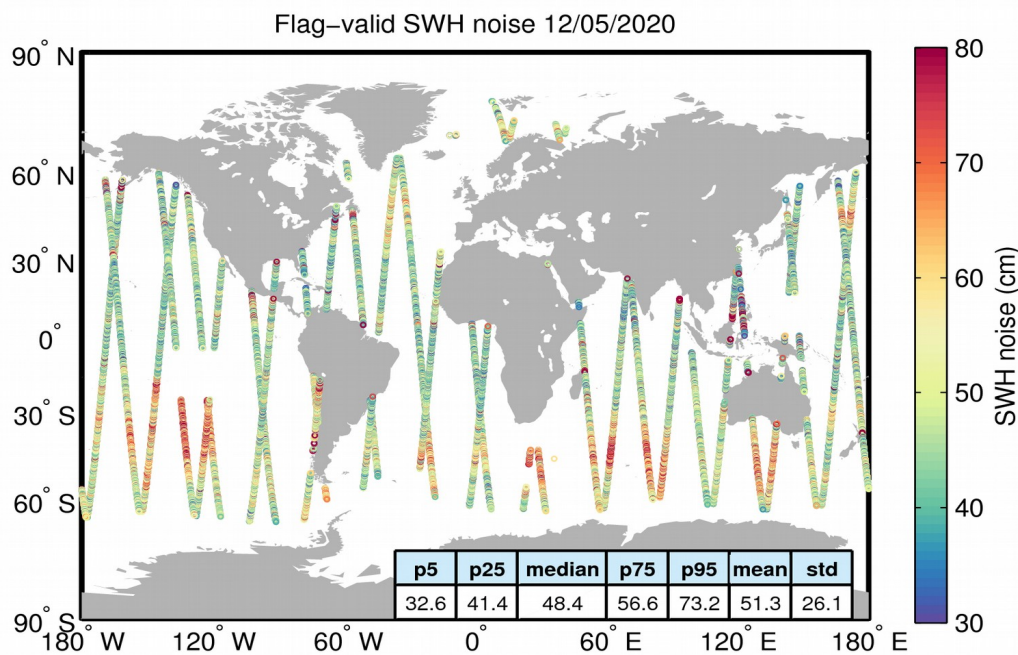 Flag−valid SWH noise 12/05/2020
90° N
60° N
30° N
0°
30° S
60° S
90° S
180° W
120° W
60° W
0°
60° E
120° E
180° E
80
70
60
50
40
30
SWH noise (cm)
p5 p25 median p75 p95 mean std
32.6 41.4 48.4 56.6 73.2 51.3 26.1